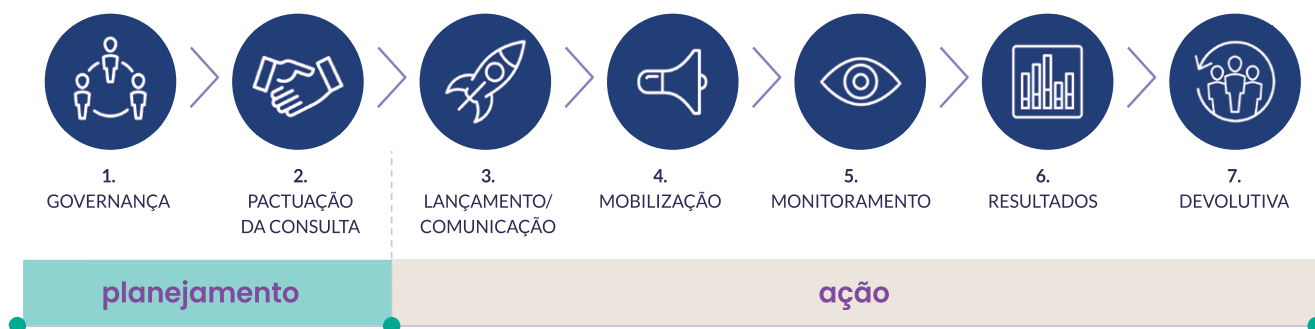 1.
GOVERNANÇA
2.
PACTUAÇÃO
DA CONSULTA
3.
LANÇAMENTO/
COMUNICAÇÃO
4.
MOBILIZAÇÃO
5.
MONITORAMENTO
6.
RESULTADOS
7.
DEVOLUTIVA
planejamento
ação